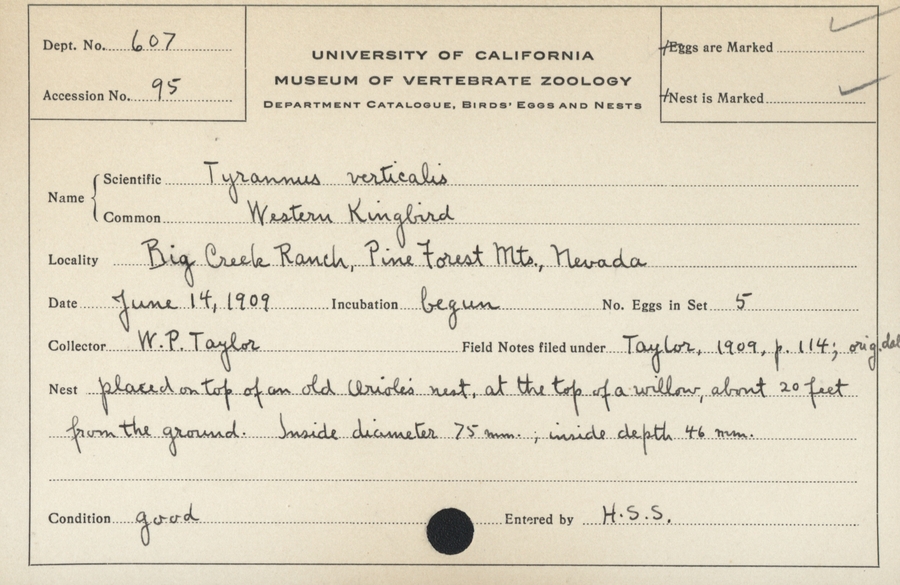 Dept. No. 607
Accession No. 95
UNIVERSITY OF CALIFORNIA
MUSEUM OF VERTEBRATE ZOOLOGY
DEPARTMENT CATALOGUE, BIRDS' EGGS AND NESTS
Eggs are Marked ✓
Nest is Marked ✓
Name { Scientific Tyrannus verticalis
Common Western Kingbird
Locality Big Creek Ranch, Pine Forest Mts., Nevada
Date June 14, 1909 Incubation begun No. Eggs in Set 5
Collector W.P. Taylor Field Notes filed under Taylor, 1909, p. 114; orig.
Nest placed on top of an old Oriole's nest, at the top of a willow, about 20 feet
from the ground. Inside diameter 75 mm.; inside depth 46 mm.
Condition good Entered by H.S.S.